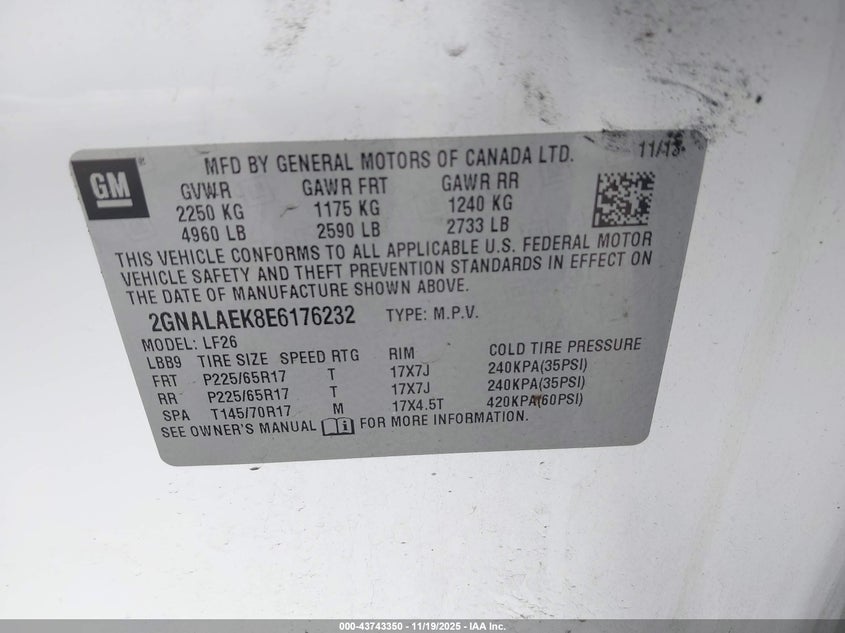 GM ®
MFD BY GENERAL MOTORS OF CANADA LTD. 11/13
GVWR GAWR FRT GAWR RR
2250 KG 1175 KG 1240 KG
4960 LB 2590 LB 2733 LB
THIS VEHICLE CONFORMS TO ALL APPLICABLE U.S. FEDERAL MOTOR
VEHICLE SAFETY AND THEFT PREVENTION STANDARDS IN EFFECT ON
THE DATE OF MANUFACTURE SHOWN ABOVE.
2GNALAEK8E6176232 TYPE: M.P.V.
MODEL: LF26
LBB9 TIRE SIZE SPEED RTG RIM COLD TIRE PRESSURE
FRT P225/65R17 T 17X7J 240KPA(35PSI)
RR P225/65R17 T 17X7J 240KPA(35PSI)
SPA T145/70R17 M 17X4.5T 420KPA(60PSI)
SEE OWNER'S MANUAL FOR MORE INFORMATION.
000-43743350 - 11/19/2025 - IAA Inc.